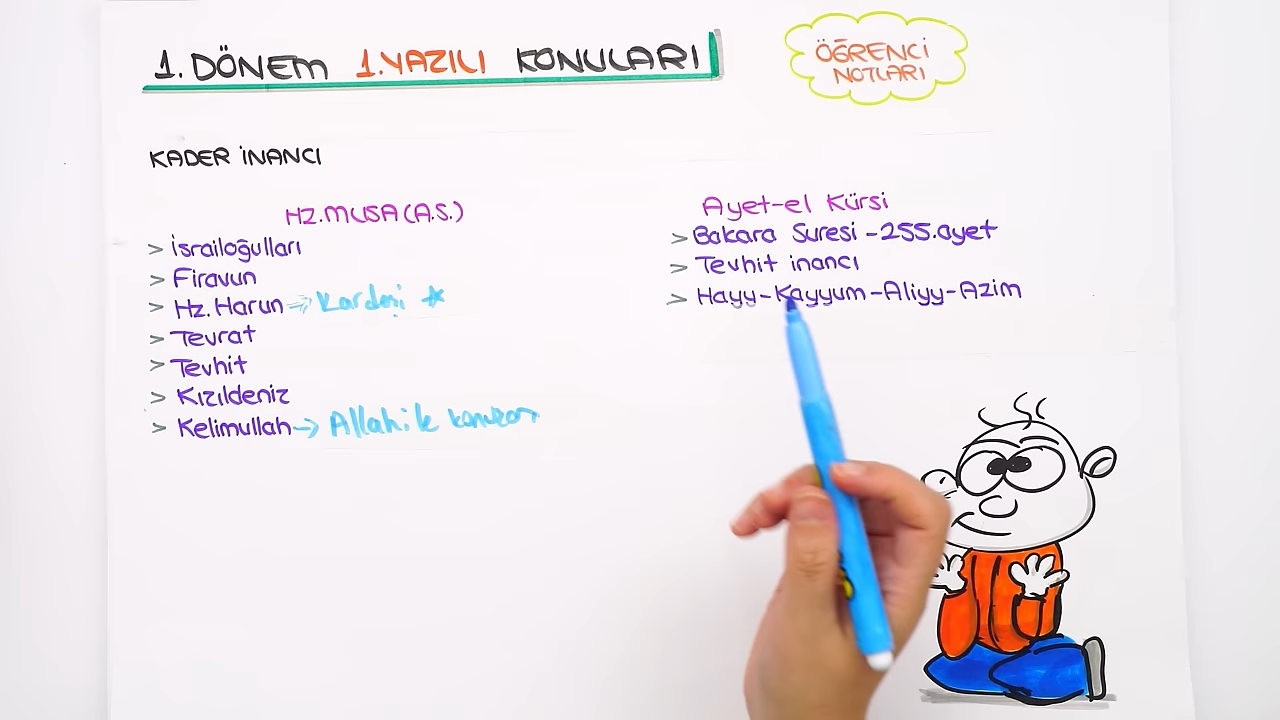 1. DÖNEM 1. YAZILI KONULARI
ÖĞRENCİ
NOTLARI
KADER İNANCI
HZ. MUSA (A.S.)
> İsrailoğulları
> Firavun
> Hz. Harun => Kardeşi
> Tevrat
> Tevhit
> Kızıldeniz
> Kelimullah -> Allah ile konuşan
Ayet-el Kürsi
> Bakara Suresi - 255. ayet
> Tevhit inancı
> Hayy - Kayyum - Aliyy - Azim